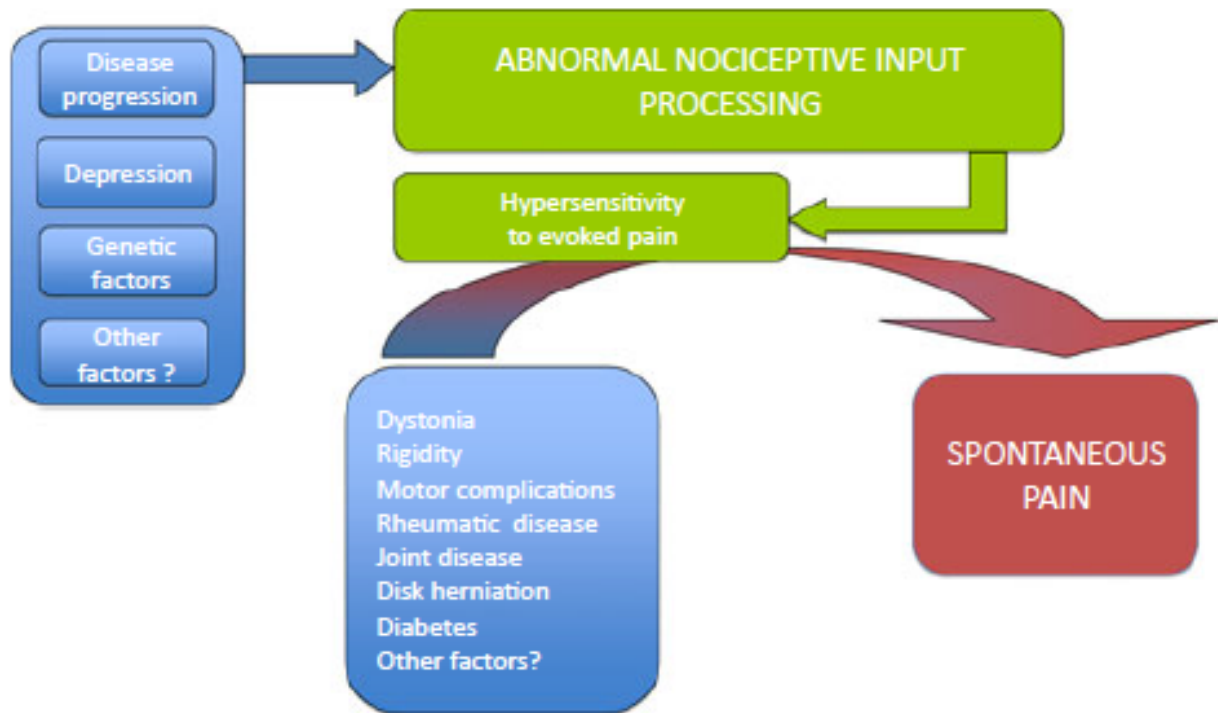 Disease
progression
Depression
Genetic
factors
Other
factors ?
ABNORMAL NOCICEPTIVE INPUT
PROCESSING
Hypersensitivity
to evoked pain
Dystonia
Rigidity
Motor complications
Rheumatic disease
Joint disease
Disk herniation
Diabetes
Other factors?
SPONTANEOUS
PAIN